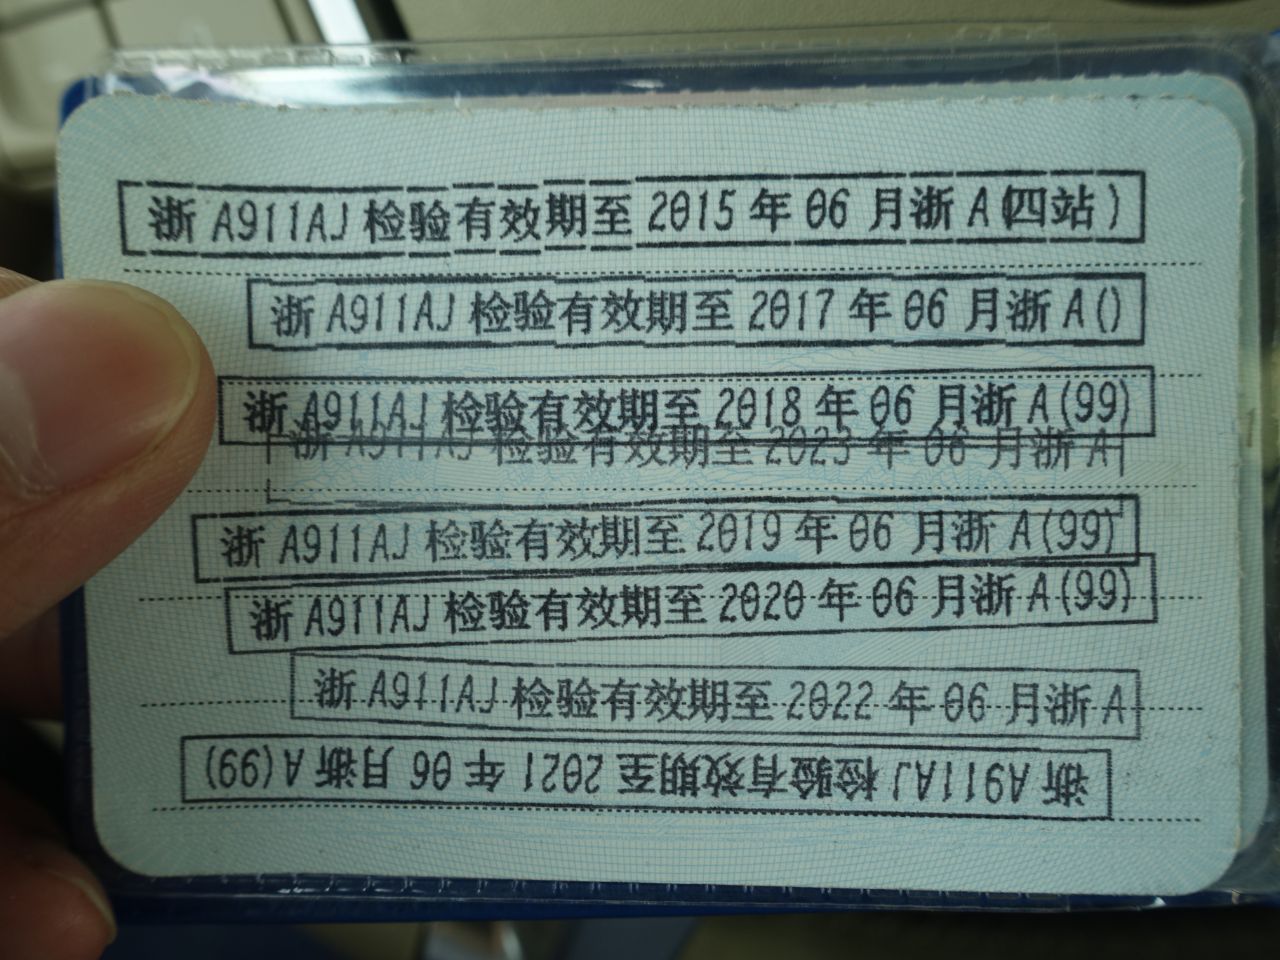 浙 A911AJ 检验有效期至 2015 年 06 月浙 A(四站)
浙 A911AJ 检验有效期至 2017 年 06 月浙 A()
浙 A911AJ 检验有效期至 2018 年 06 月浙 A(99)
浙 A911AJ 检验有效期至 2023 年 06 月浙 A
浙 A911AJ 检验有效期至 2019 年 06 月浙 A(99)
浙 A911AJ 检验有效期至 2020 年 06 月浙 A(99)
浙 A911AJ 检验有效期至 2022 年 06 月浙 A
浙 A911AJ 检验有效期至 2021 年 06 月浙 A(99)